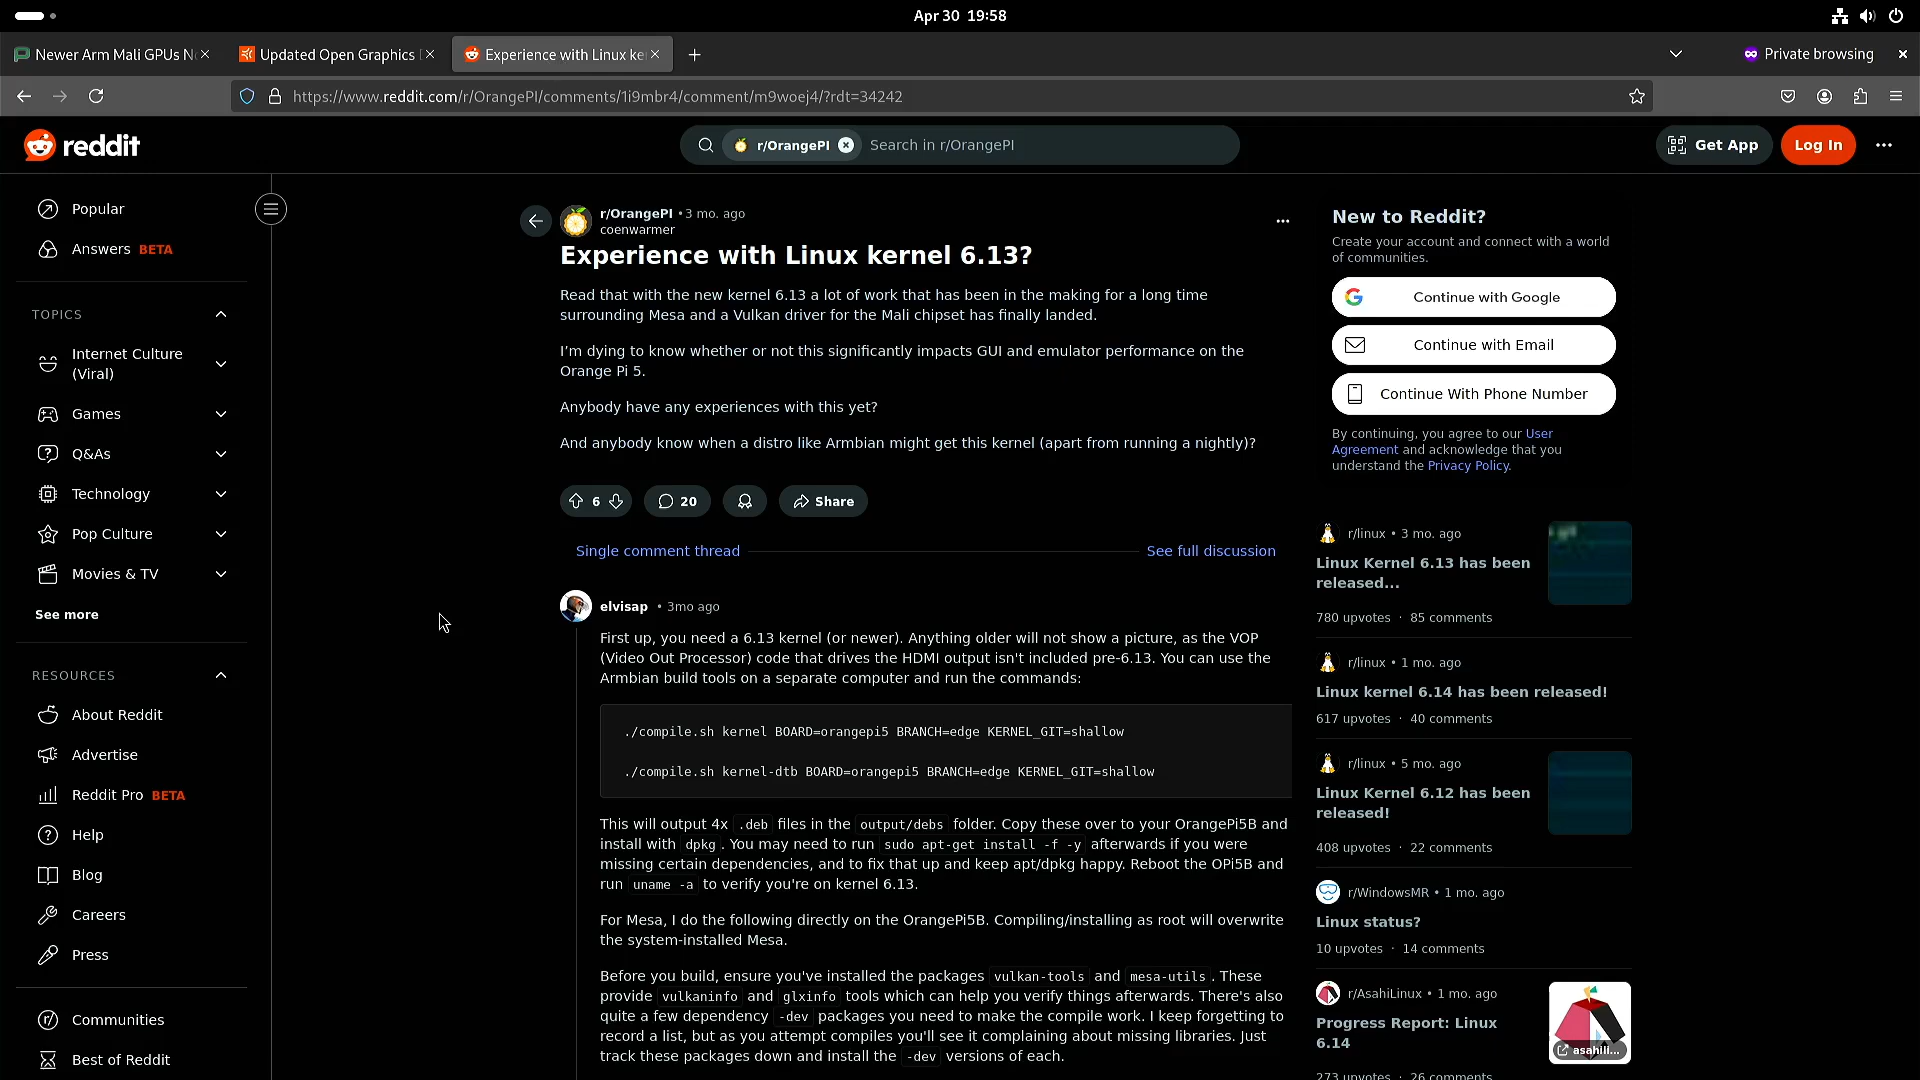 Apr 30 19:58
Newer Arm Mali GPUs N
Updated Open Graphics
Experience with Linux ke
Private browsing
https://www.reddit.com/r/OrangePI/comments/1i9mbr4/comment/m9woej4/?rdt=34242
reddit
r/OrangePI
Search in r/OrangePI
Get App
Log In
Popular
Answers BETA
TOPICS
Internet Culture
(Viral)
Games
Q&As
Technology
Pop Culture
Movies & TV
See more
RESOURCES
About Reddit
Advertise
Reddit Pro BETA
Help
Blog
Careers
Press
Communities
Best of Reddit
r/OrangePI • 3 mo. ago
coenwarmer
Experience with Linux kernel 6.13?
Read that with the new kernel 6.13 a lot of work that has been in the making for a long time
surrounding Mesa and a Vulkan driver for the Mali chipset has finally landed.
I'm dying to know whether or not this significantly impacts GUI and emulator performance on the
Orange Pi 5.
Anybody have any experiences with this yet?
And anybody know when a distro like Armbian might get this kernel (apart from running a nightly)?
6
20
Share
Single comment thread
See full discussion
elvisap • 3mo ago
First up, you need a 6.13 kernel (or newer). Anything older will not show a picture, as the VOP
(Video Out Processor) code that drives the HDMI output isn't included pre-6.13. You can use the
Armbian build tools on a separate computer and run the commands:
./compile.sh kernel BOARD=orangepi5 BRANCH=edge KERNEL_GIT=shallow
./compile.sh kernel-dtb BOARD=orangepi5 BRANCH=edge KERNEL_GIT=shallow
This will output 4x .deb files in the output/debs folder. Copy these over to your OrangePi5B and
install with dpkg. You may need to run sudo apt-get install -f -y afterwards if you were
missing certain dependencies, and to fix that up and keep apt/dpkg happy. Reboot the OPi5B and
run uname -a to verify you're on kernel 6.13.
For Mesa, I do the following directly on the OrangePi5B. Compiling/installing as root will overwrite
the system-installed Mesa.
Before you build, ensure you've installed the packages vulkan-tools and mesa-utils. These
provide vulkaninfo and glxinfo tools which can help you verify things afterwards. There's also
quite a few dependency -dev packages you need to make the compile work. I keep forgetting to
record a list, but as you attempt compiles you'll see it complaining about missing libraries. Just
track these packages down and install the -dev versions of each.
New to Reddit?
Create your account and connect with a world
of communities.
Continue with Google
Continue with Email
Continue With Phone Number
By continuing, you agree to our User
Agreement and acknowledge that you
understand the Privacy Policy.
r/linux • 3 mo. ago
Linux Kernel 6.13 has been
released...
780 upvotes · 85 comments
r/linux • 1 mo. ago
Linux kernel 6.14 has been released!
617 upvotes · 40 comments
r/linux • 5 mo. ago
Linux Kernel 6.12 has been
released!
408 upvotes · 22 comments
r/WindowsMR • 1 mo. ago
Linux status?
10 upvotes · 14 comments
r/AsahiLinux • 1 mo. ago
Progress Report: Linux
6.14
asahili...
273 upvotes · 26 comments